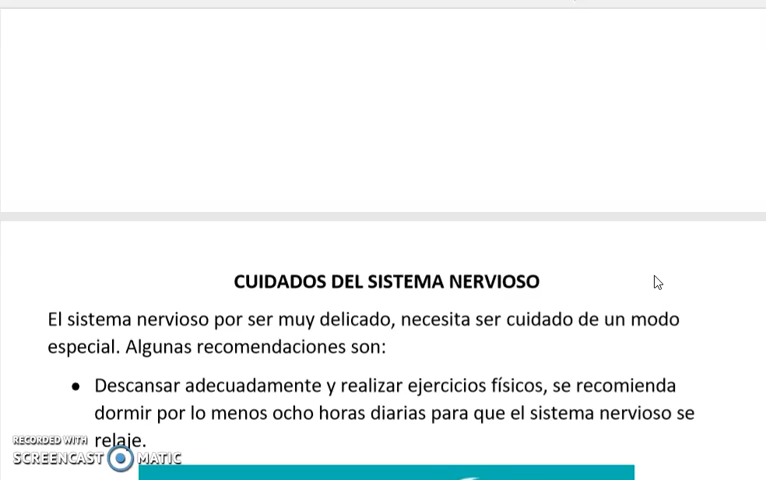 CUIDADOS DEL SISTEMA NERVIOSO
El sistema nervioso por ser muy delicado, necesita ser cuidado de un modo
especial. Algunas recomendaciones son:
• Descansar adecuadamente y realizar ejercicios físicos, se recomienda
dormir por lo menos ocho horas diarias para que el sistema nervioso se
relaje.
RECORDED WITH
SCREENCAST MATIC